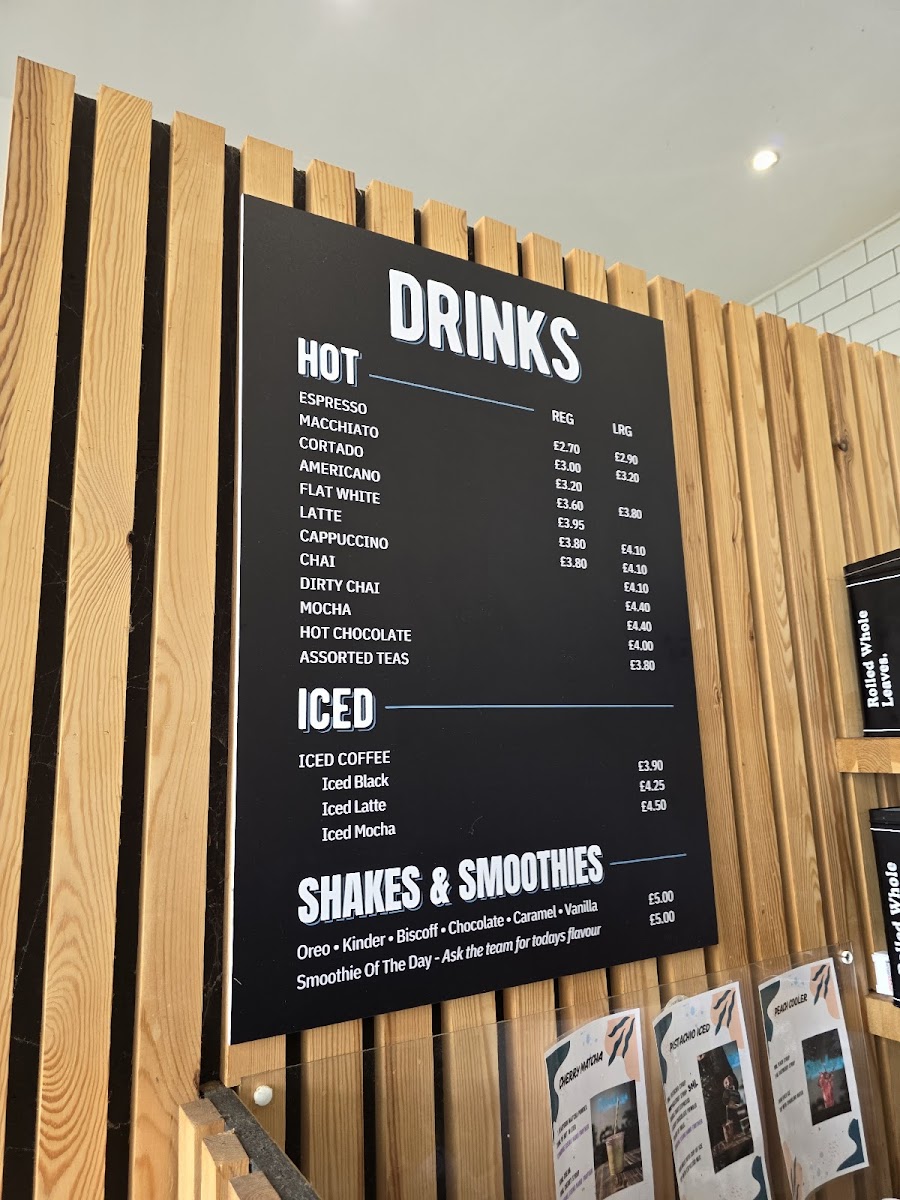 DRINKS
HOT
REG LRG
ESPRESSO £2.70 £2.90
MACCHIATO £3.00 £3.20
CORTADO £3.20
AMERICANO £3.60 £3.80
FLAT WHITE £3.95
LATTE £3.80 £4.10
CAPPUCCINO £3.80 £4.10
CHAI £4.10
DIRTY CHAI £4.40
MOCHA £4.40
HOT CHOCOLATE £4.00
ASSORTED TEAS £3.80
ICED
ICED COFFEE
Iced Black £3.90
Iced Latte £4.25
Iced Mocha £4.50
SHAKES & SMOOTHIES
Oreo • Kinder • Biscoff • Chocolate • Caramel • Vanilla £5.00
Smoothie Of The Day - Ask the team for todays flavour £5.00
Rolled Whole
Leaves.
Rolled Whole
CHERRY MATCHA
PISTACHIO ICED
PEACH COOLER